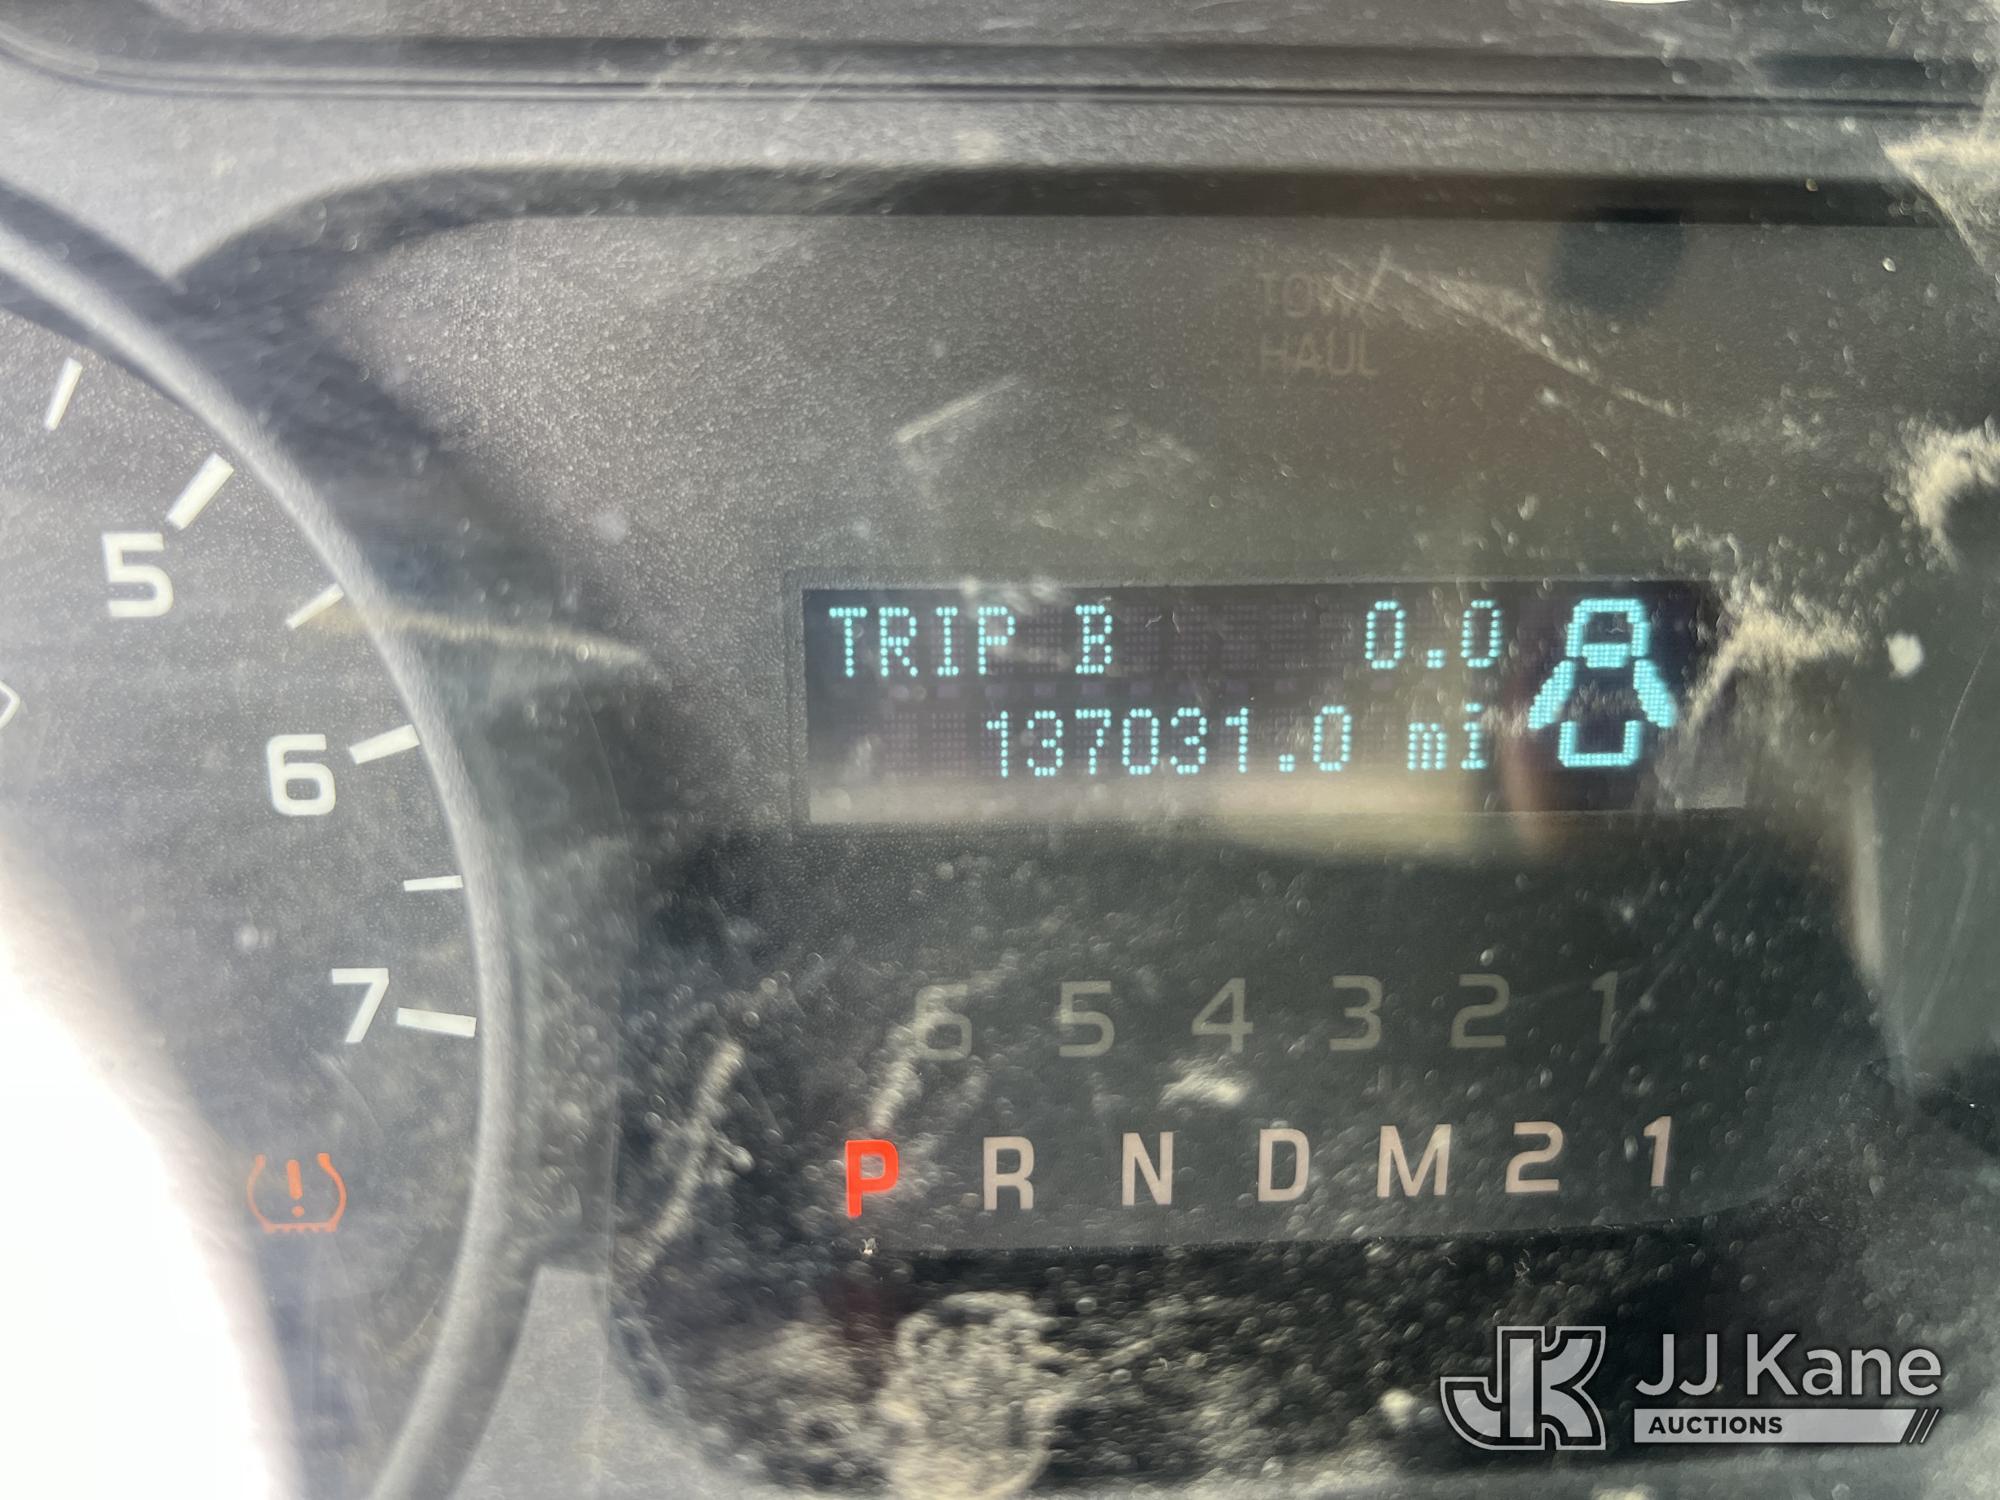 TOW/
HAUL
5
TRIP B 0.0
137031.0 mi
6
7
6 5 4 3 2 1
P R N D M 2 1
JK JJ Kane
AUCTIONS